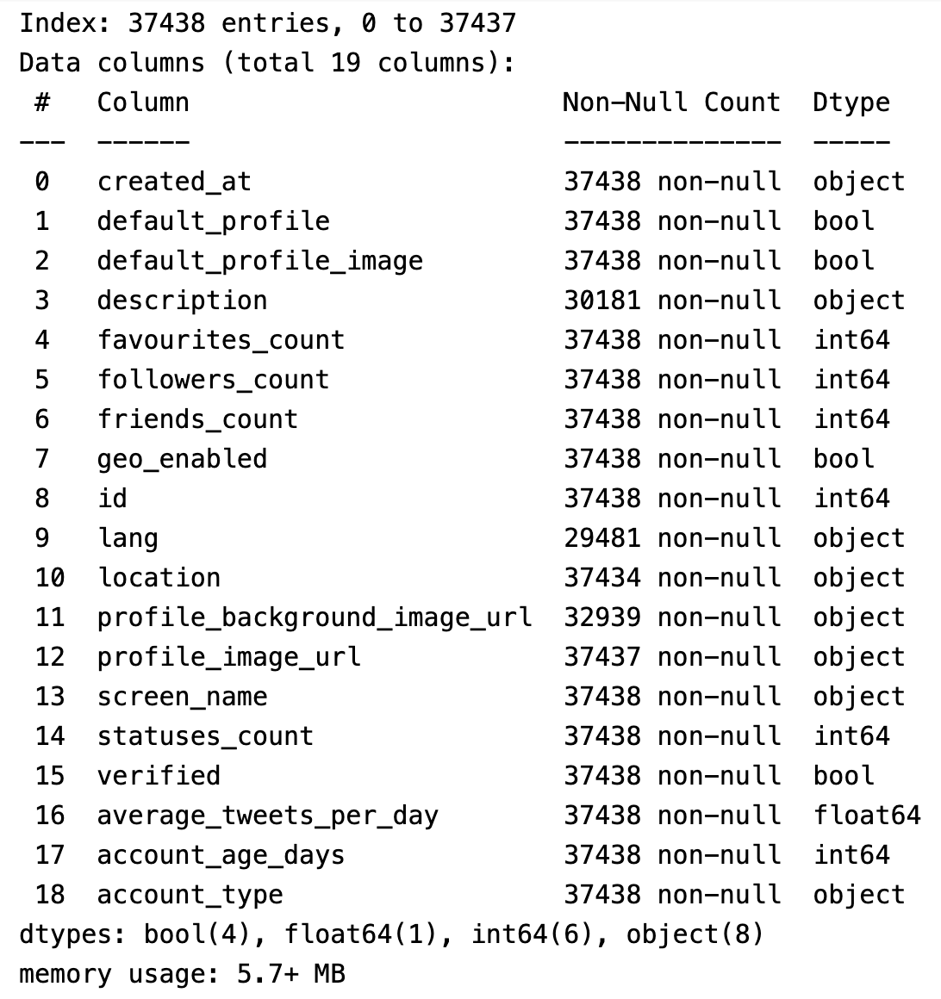 Index: 37438 entries, 0 to 37437
Data columns (total 19 columns):
 #   Column                        Non-Null Count  Dtype
---  ------                        --------------  -----
 0   created_at                    37438 non-null  object
 1   default_profile               37438 non-null  bool
 2   default_profile_image         37438 non-null  bool
 3   description                   30181 non-null  object
 4   favourites_count              37438 non-null  int64
 5   followers_count               37438 non-null  int64
 6   friends_count                 37438 non-null  int64
 7   geo_enabled                   37438 non-null  bool
 8   id                            37438 non-null  int64
 9   lang                          29481 non-null  object
 10  location                      37434 non-null  object
 11  profile_background_image_url  32939 non-null  object
 12  profile_image_url             37437 non-null  object
 13  screen_name                   37438 non-null  object
 14  statuses_count                37438 non-null  int64
 15  verified                      37438 non-null  bool
 16  average_tweets_per_day        37438 non-null  float64
 17  account_age_days              37438 non-null  int64
 18  account_type                  37438 non-null  object
dtypes: bool(4), float64(1), int64(6), object(8)
memory usage: 5.7+ MB